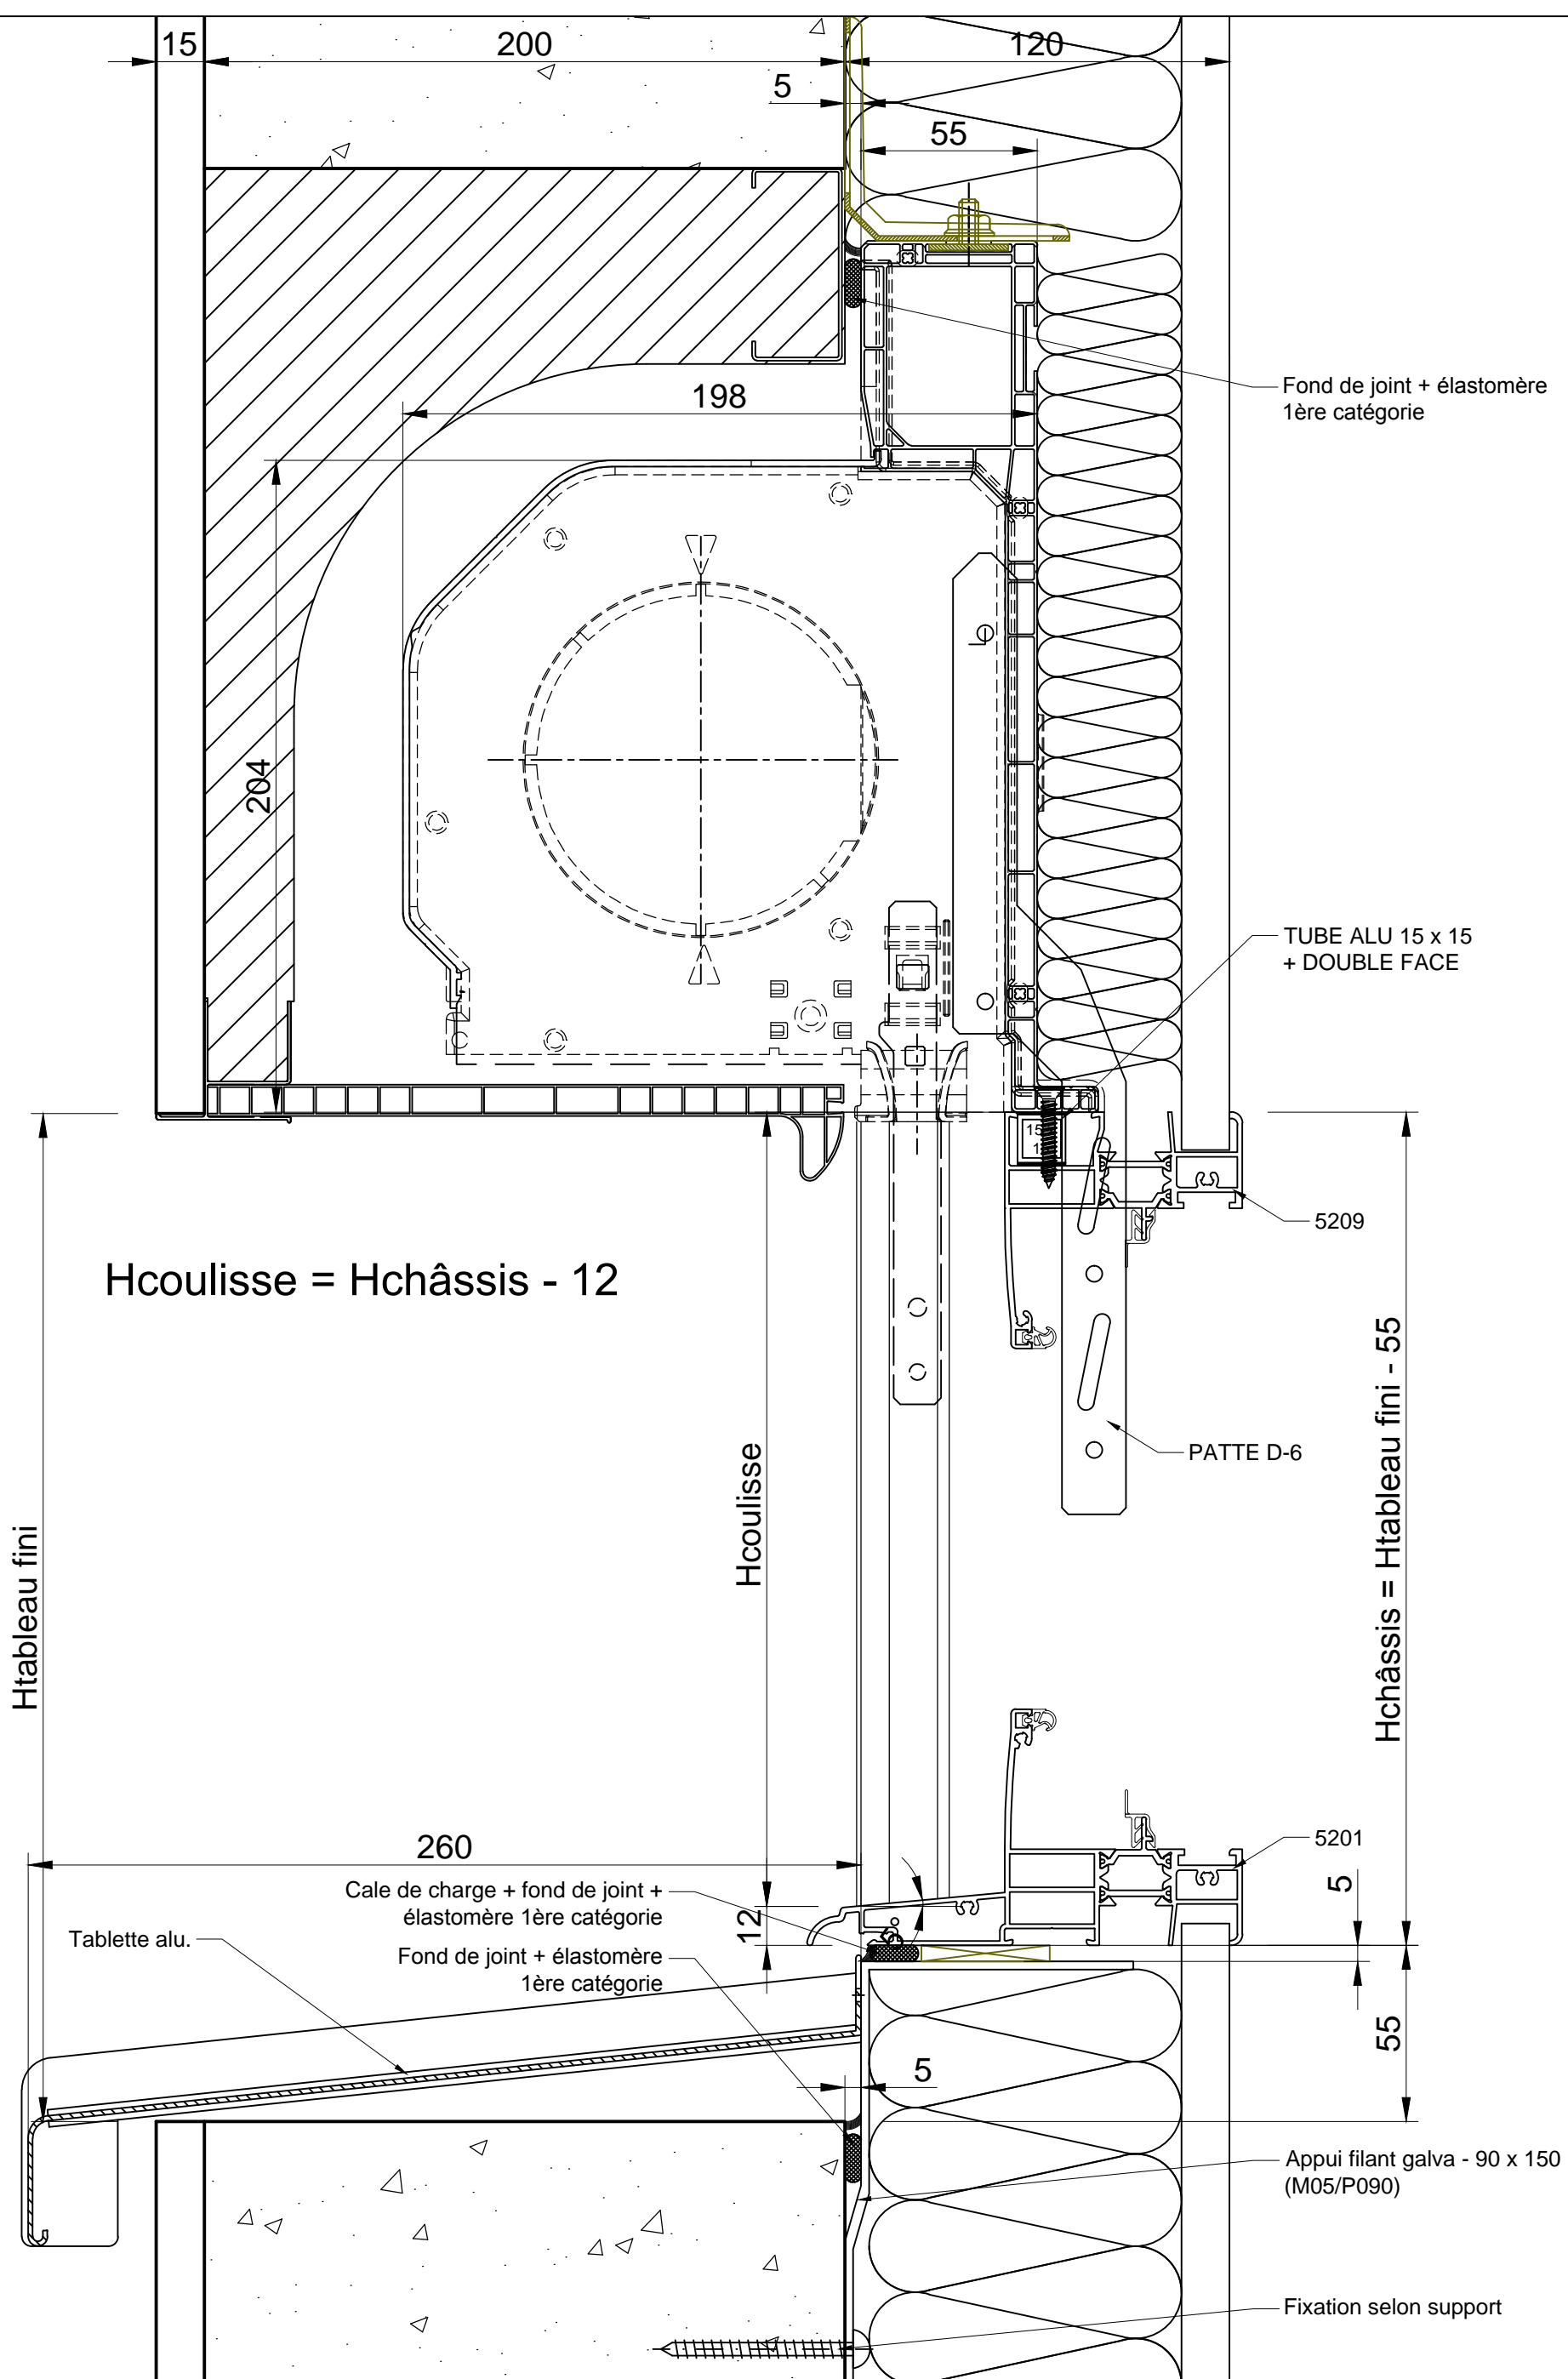 15
200
120
5
55
198
Fond de joint + élastomère
1ère catégorie
204
TUBE ALU 15 x 15
+ DOUBLE FACE
5209
Hcoulisse = Hchâssis - 12
PATTE D-6
Htableau fini
Hcoulisse
Hchâssis = Htableau fini - 55
260
5201
Cale de charge + fond de joint +
élastomère 1ère catégorie
12
5
Tablette alu.
Fond de joint + élastomère
1ère catégorie
55
5
Appui filant galva - 90 x 150
(M05/P090)
Fixation selon support